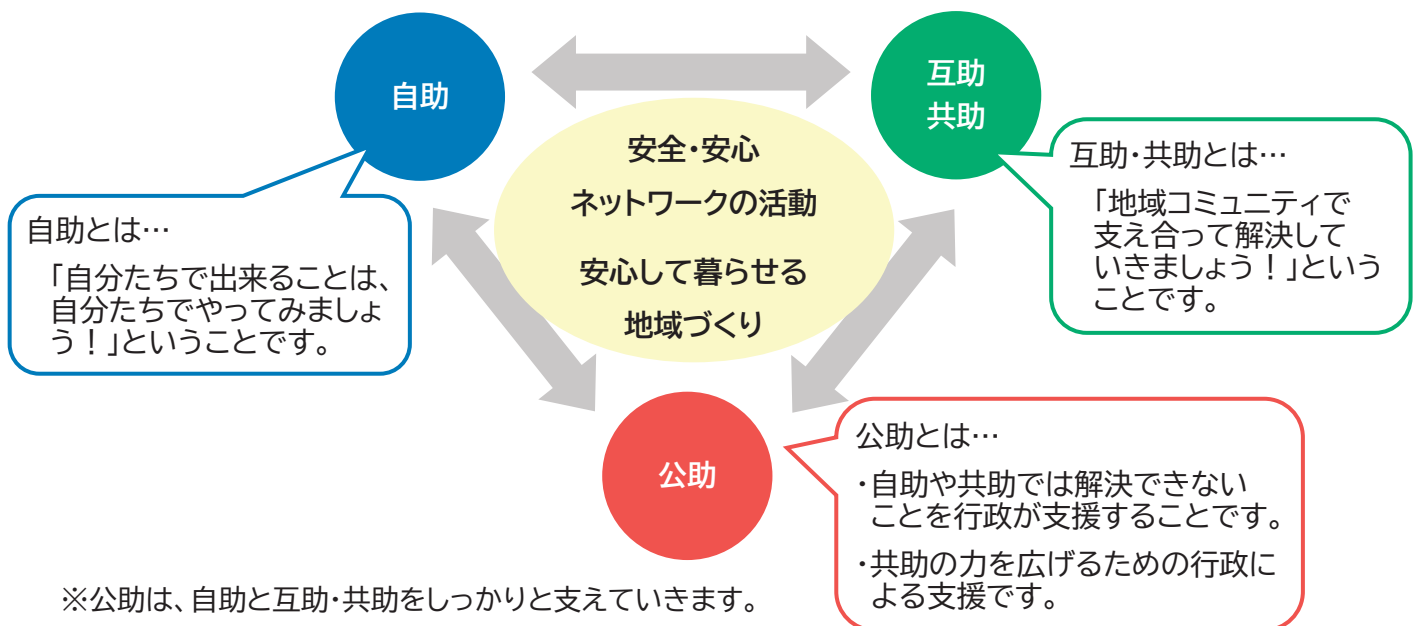 自助
互助
共助
安全・安心
ネットワークの活動
安心して暮らせる
地域づくり
自助とは…
「自分たちで出来ることは、
自分たちでやってみましょ
う！」ということです。
互助・共助とは…
「地域コミュニティで
支え合って解決して
いきましょう！」という
ことです。
公助
公助とは…
・自助や共助では解決できない
ことを行政が支援することです。
・共助の力を広げるための行政に
よる支援です。
※公助は、自助と互助・共助をしっかりと支えていきます。